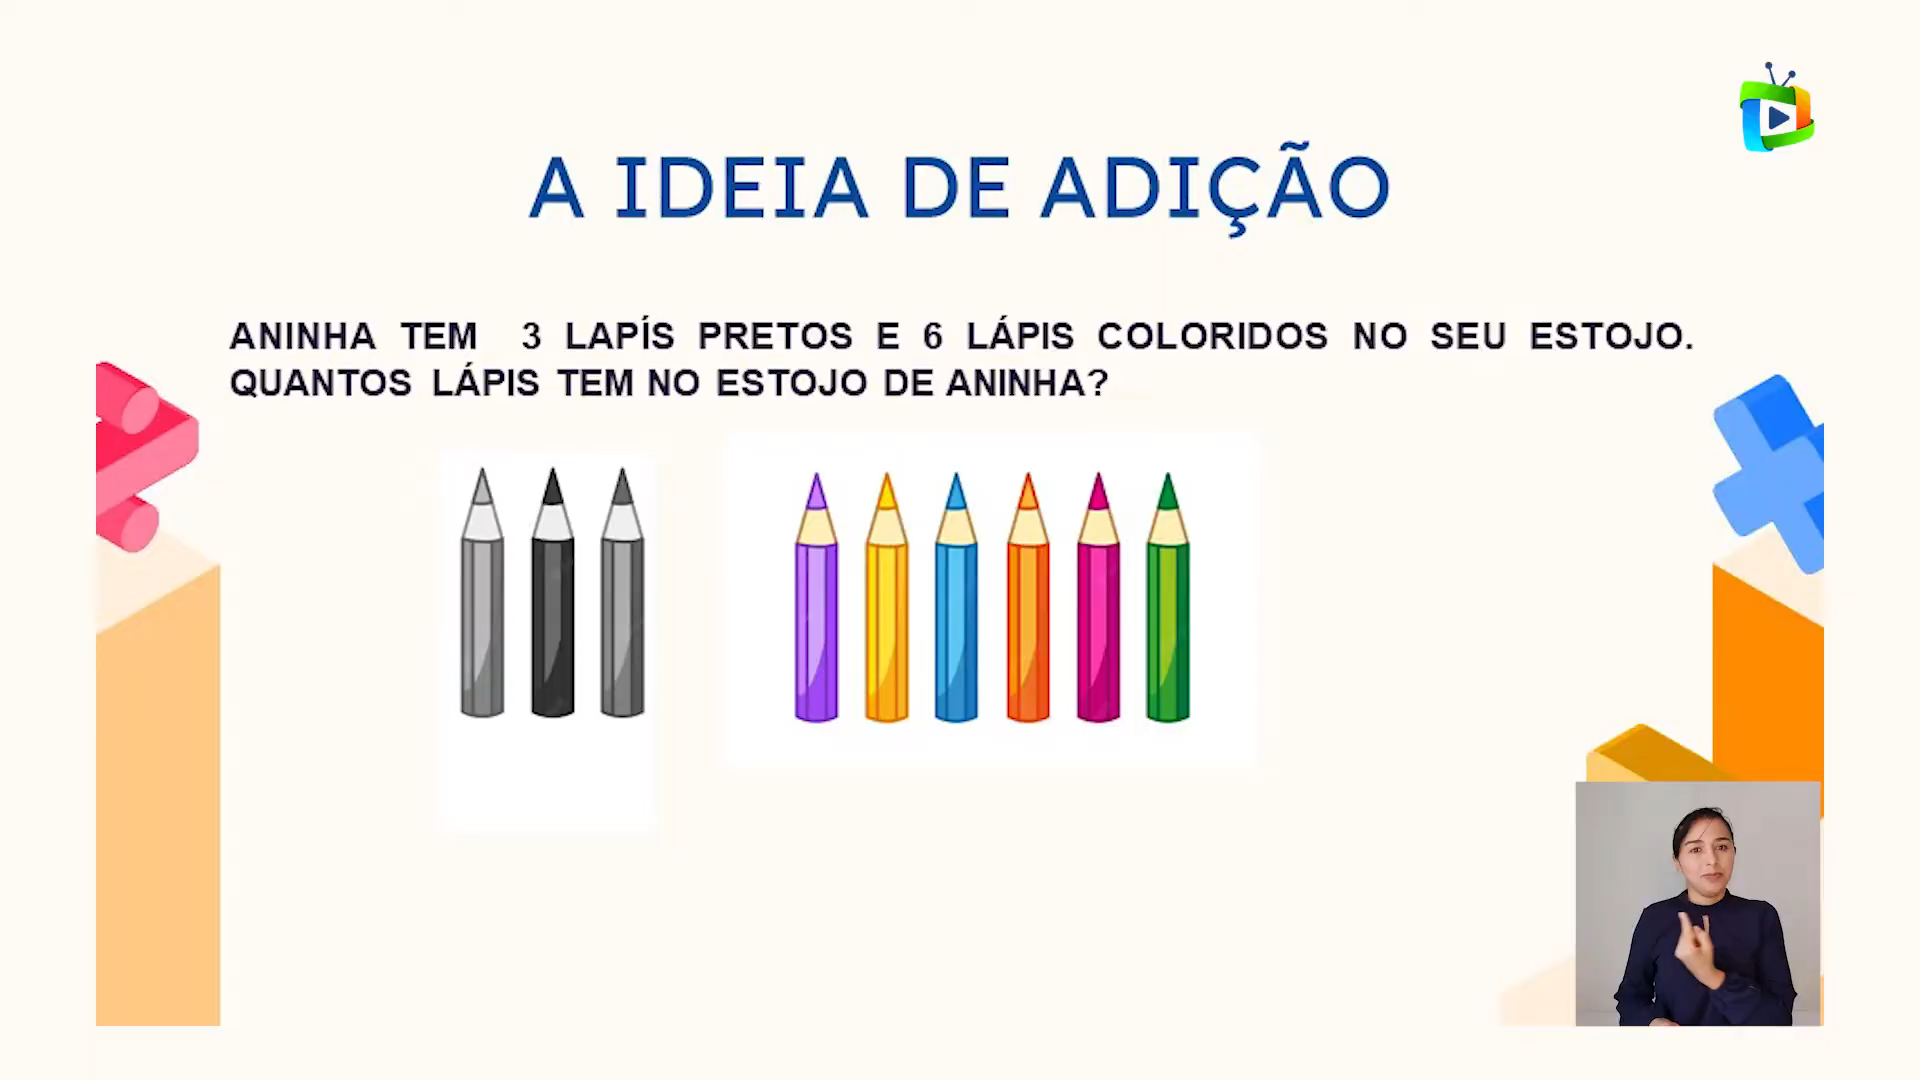 A IDEIA DE ADIÇÃO
ANINHA TEM 3 LAPÍS PRETOS E 6 LÁPIS COLORIDOS NO SEU ESTOJO.
QUANTOS LÁPIS TEM NO ESTOJO DE ANINHA?